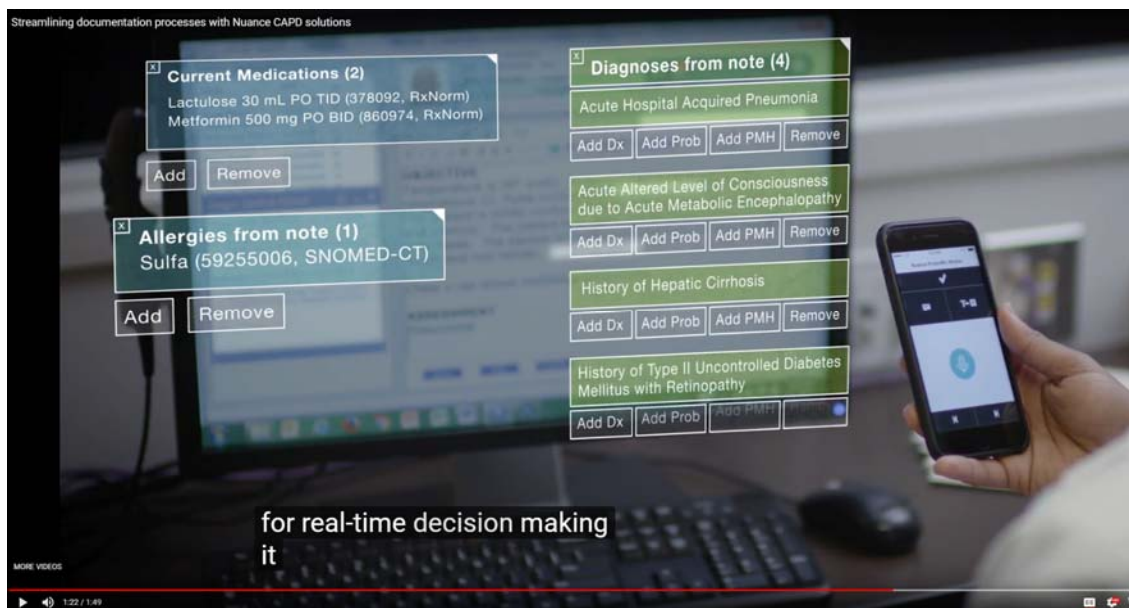 Streamlining documentation processes with Nuance CAPD solutions
x
Current Medications (2)
Lactulose 30 mL PO TID (378092, RxNorm)
Metformin 500 mg PO BID (860974, RxNorm)
Add Remove
x
Allergies from note (1)
Sulfa (59255006, SNOMED-CT)
Add Remove
x
Diagnoses from note (4)
Acute Hospital Acquired Pneumonia
Add Dx Add Prob Add PMH Remove
Acute Altered Level of Consciousness
due to Acute Metabolic Encephalopathy
Add Dx Add Prob Add PMH Remove
History of Hepatic Cirrhosis
Add Dx Add Prob Add PMH Remove
History of Type II Uncontrolled Diabetes
Mellitus with Retinopathy
Add Dx Add Prob Add PMH
for real-time decision making
it
MORE VIDEOS
1:22 / 1:49